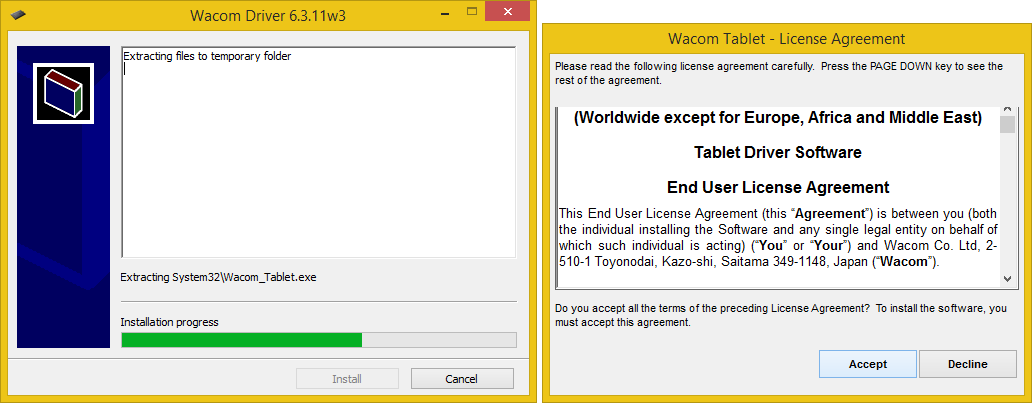 Wacom Driver 6.3.11w3
Extracting files to temporary folder
Extracting System32\Wacom_Tablet.exe
Installation progress
Install
Cancel
Wacom Tablet - License Agreement
Please read the following license agreement carefully. Press the PAGE DOWN key to see the
rest of the agreement.
(Worldwide except for Europe, Africa and Middle East)
Tablet Driver Software
End User License Agreement
This End User License Agreement (this “Agreement”) is between you (both
the individual installing the Software and any single legal entity on behalf of
which such individual is acting) (“You” or “Your”) and Wacom Co. Ltd, 2-
510-1 Toyonodai, Kazo-shi, Saitama 349-1148, Japan (“Wacom”).
Do you accept all the terms of the preceding License Agreement? To install the software, you
must accept this agreement.
Accept
Decline